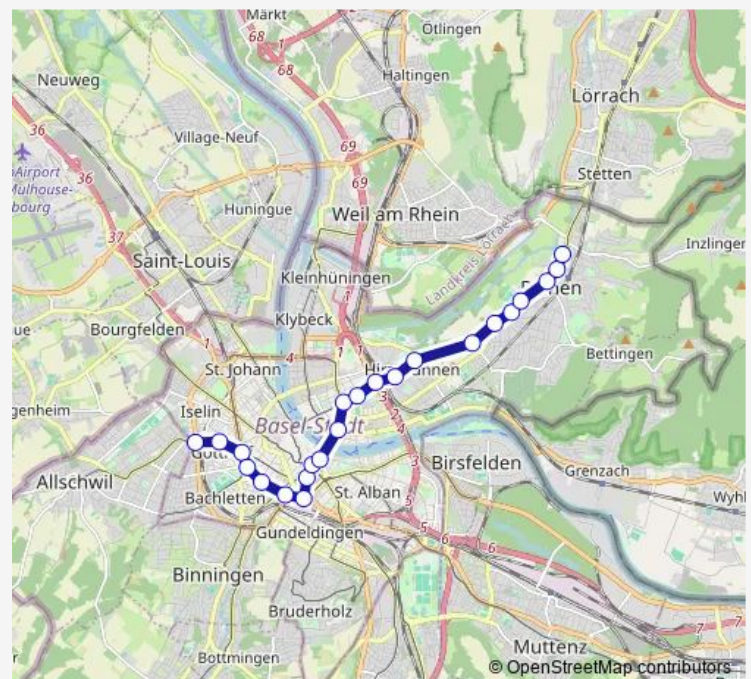 Märkt
68
1
Ötlingen
68
Neuweg
Haltingen
Lörrach
36
Village-Neuf
69
36
69
Stetten
Huningue
Weil am Rhein
Landkreis Lörrach
37
Inzlinger
Saint-Louis
Kleinhüningen
1
Bourgfelden
Klybeck
1
4
1
1
Bettingen
St. Johann
3
2
Iselin
4
Basel-Stadt
3
Birsfelden
Grenzach
Allschwil
Bachletten
St. Alban
5
Wyhl
5
6
6
Gundeldingen
Binningen
Bruderholz
7
7
Muttenz
Bottmingen
© OpenStreetMap contributors